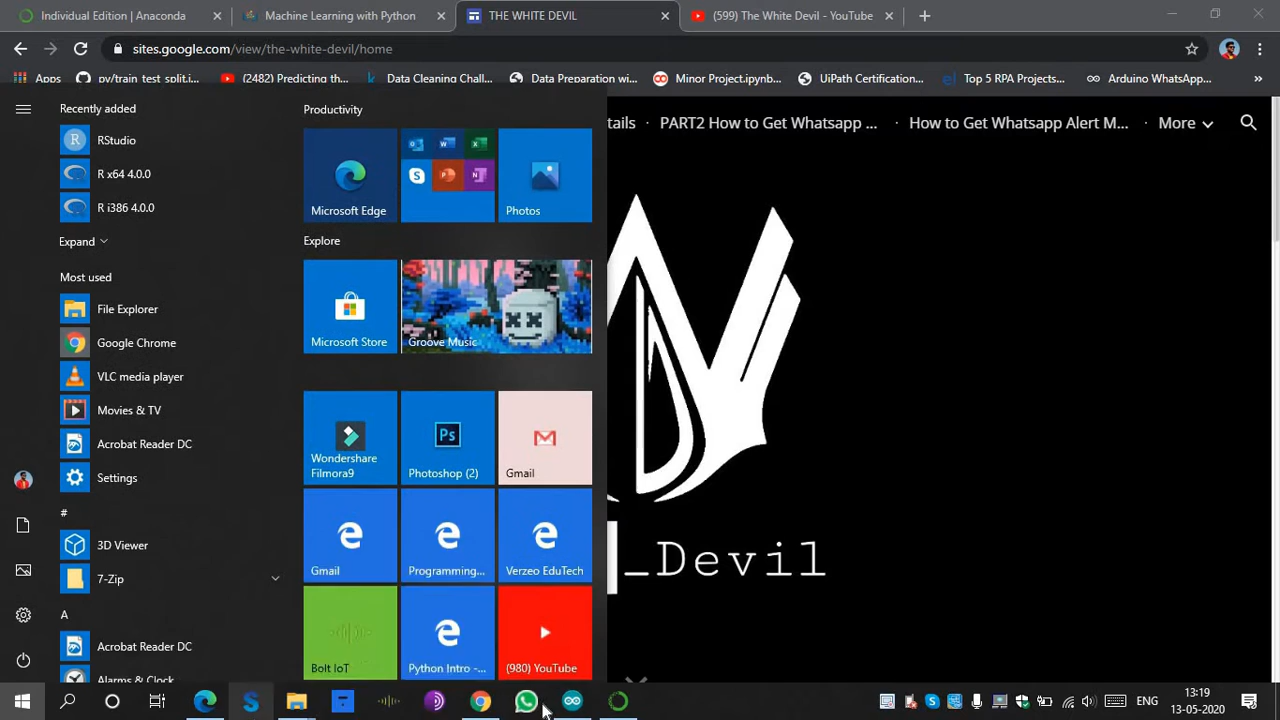 Individual Edition | Anaconda
Machine Learning with Python
THE WHITE DEVIL
(599) The White Devil - YouTube
sites.google.com/view/the-white-devil/home
Apps
py/train_test_split.i...
(2482) Predicting th...
Data Cleaning Chall...
Data Preparation wi...
Minor Project.ipynb...
UiPath Certification...
Top 5 RPA Projects...
Arduino WhatsApp...
»
Recently added
RStudio
R x64 4.0.0
R i386 4.0.0
Expand
Most used
File Explorer
Google Chrome
VLC media player
Movies & TV
Acrobat Reader DC
Settings
#
3D Viewer
7-Zip
A
Acrobat Reader DC
Alarms & Clock
Productivity
Microsoft Edge
Photos
Explore
Microsoft Store
Groove Music
Wondershare
Filmora9
Ps
Photoshop (2)
Gmail
Gmail
Programming...
Verzeo EduTech
Bolt IoT
Python Intro -...
(980) YouTube
tails
PART2 How to Get Whatsapp ...
How to Get Whatsapp Alert M...
More
_Devil
ENG
13:19
13-05-2020